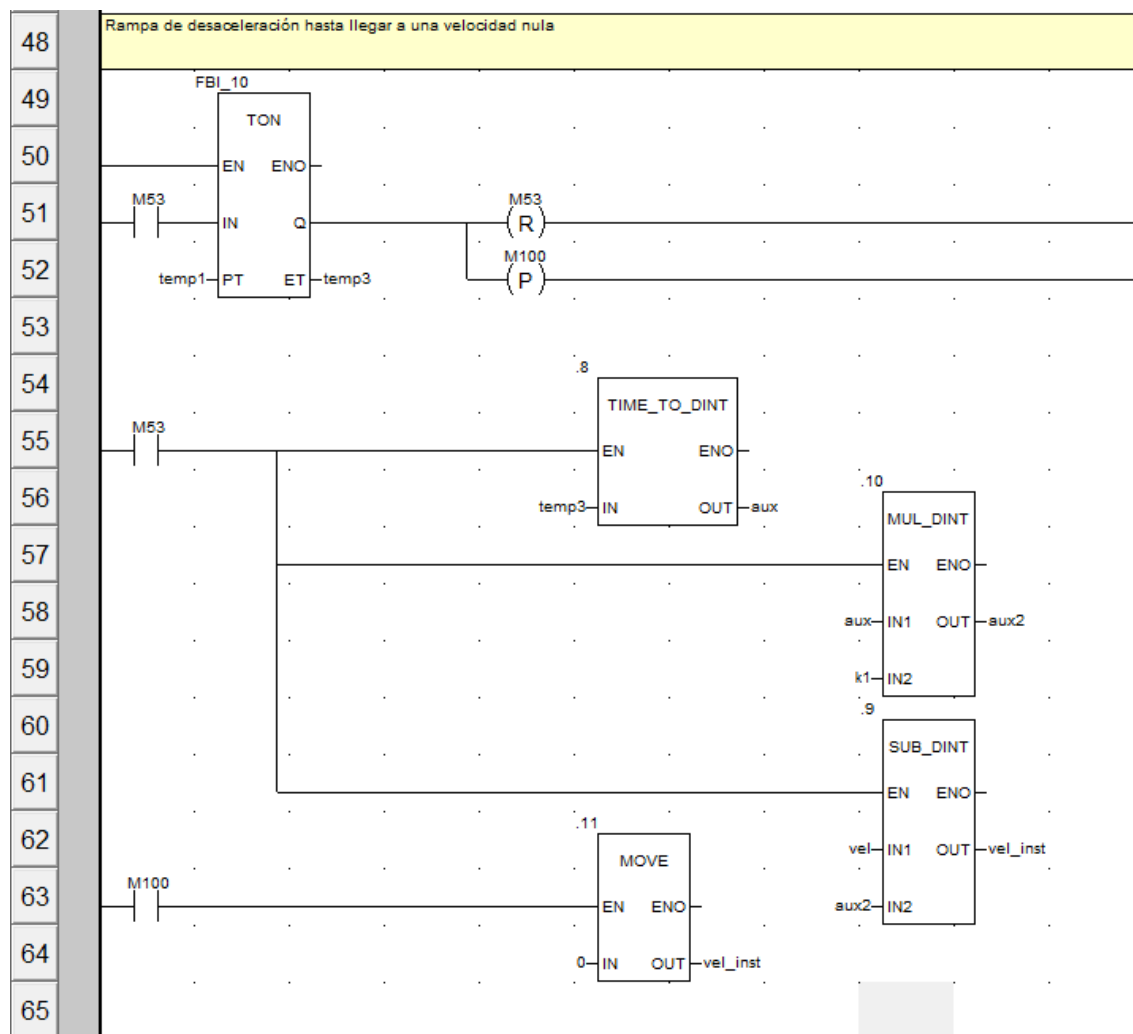 48
Rampa de desaceleración hasta llegar a una velocidad nula
49
FBI_10
TON
50
EN ENO
51
M53
IN Q
M53
(R)
52
M100
(P)
temp1 PT ET temp3
53
54
.8
TIME_TO_DINT
55
M53
EN ENO
56
temp3 IN OUT aux
.10
MUL_DINT
57
EN ENO
58
aux IN1 OUT aux2
59
k1 IN2
60
.9
SUB_DINT
61
EN ENO
62
.11
MOVE
vel IN1 OUT vel_inst
63
M100
EN ENO
aux2 IN2
64
0 IN OUT vel_inst
65